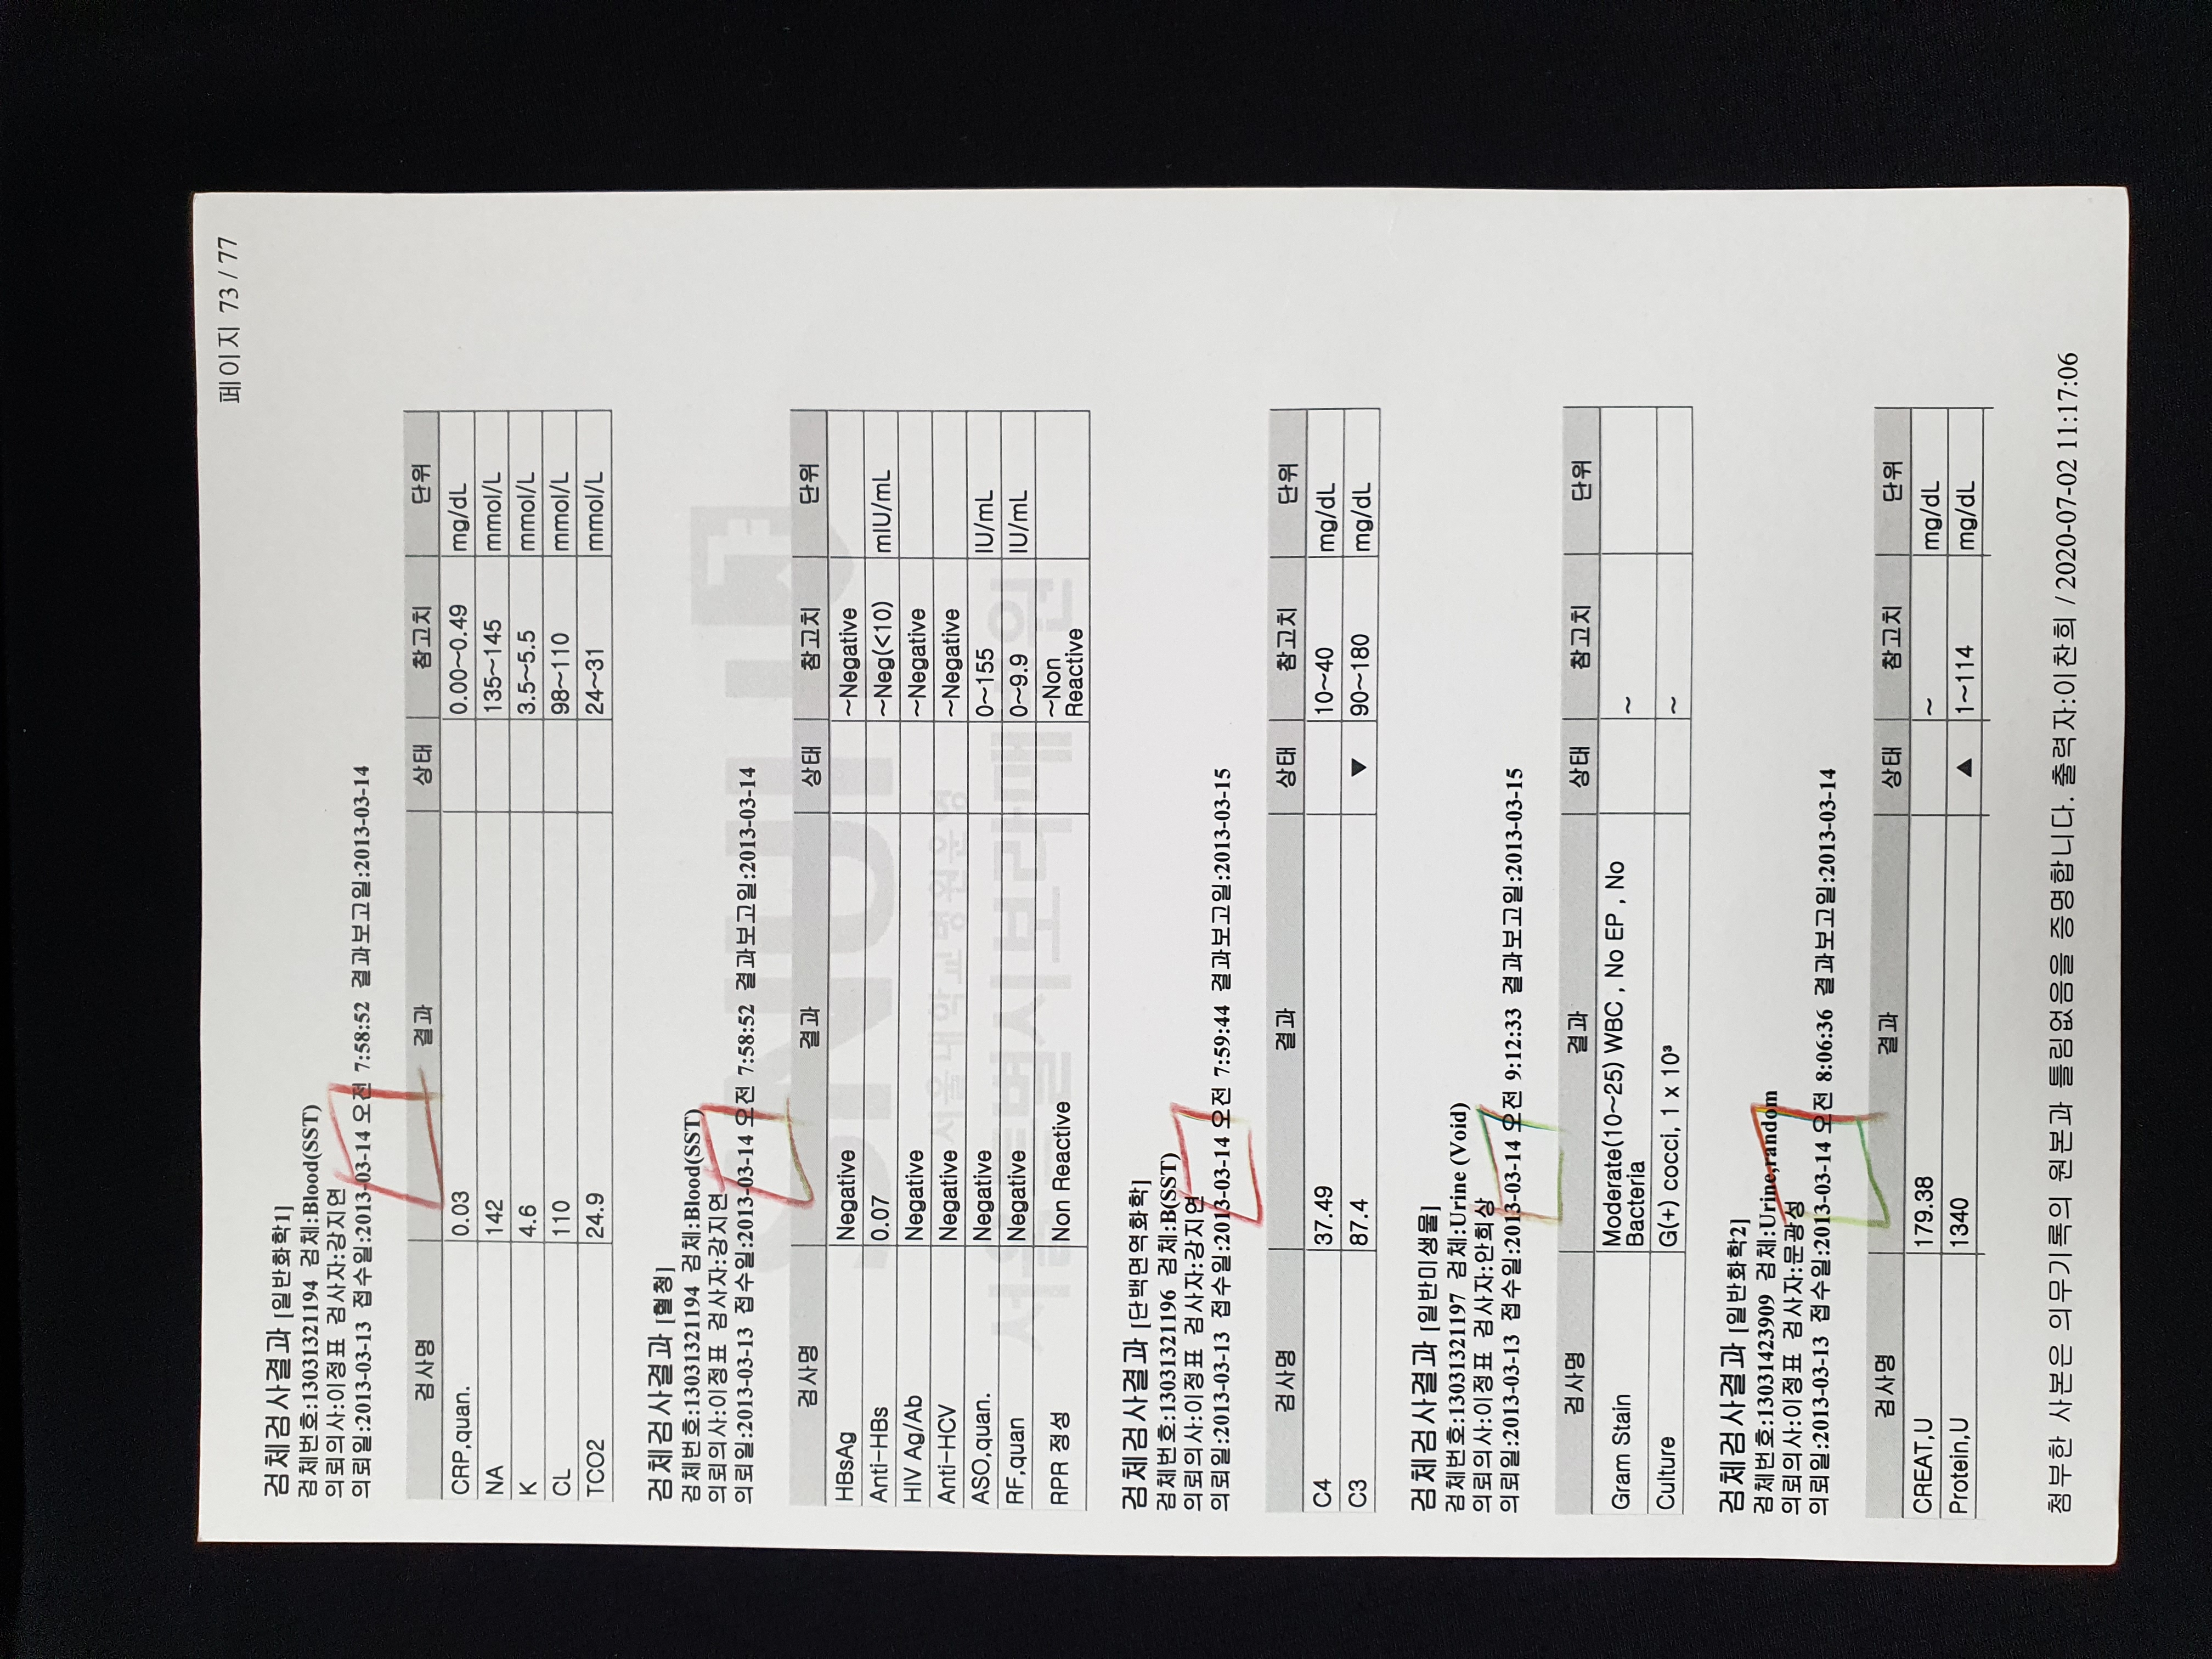 페이지 73 / 77
검체검사결과 [일반화학1]
검체번호:13031321194 검체:Blood(SST)
의뢰의사:이정표 검사자:강지연
의뢰일:2013-03-13 접수일:2013-03-14 오전 7:58:52 결과보고일:2013-03-14
검사명 결과 상태 참고치 단위
CRP,quan. 0.03 0.00~0.49 mg/dL
NA 142 135~145 mmol/L
K 4.6 3.5~5.5 mmol/L
CL 110 98~110 mmol/L
TCO2 24.9 24~31 mmol/L
검체검사결과 [혈청]
검체번호:13031321194 검체:Blood(SST)
의뢰의사:이정표 검사자:강지연
의뢰일:2013-03-13 접수일:2013-03-14 오전 7:58:52 결과보고일:2013-03-14
검사명 결과 상태 참고치 단위
HBsAg Negative ~Negative
Anti-HBs 0.07 ~Neg(<10) mIU/mL
HIV Ag/Ab Negative ~Negative
Anti-HCV Negative ~Negative
ASO,quan. Negative 0~155 IU/mL
RF,quan Negative 0~9.9 IU/mL
RPR 정성 Non Reactive ~Non
Reactive
SNUH
서울대학교병원운영
서울특별시보라매병원
검체검사결과 [단백면역화학]
검체번호:13031321196 검체:B(SST)
의뢰의사:이정표 검사자:강지연
의뢰일:2013-03-13 접수일:2013-03-14 오전 7:59:44 결과보고일:2013-03-15
검사명 결과 상태 참고치 단위
C4 37.49 10~40 mg/dL
C3 87.4 ▼ 90~180 mg/dL
검체검사결과 [일반미생물]
검체번호:13031321197 검체:Urine (Void)
의뢰의사:이정표 검사자:안희상
의뢰일:2013-03-13 접수일:2013-03-14 오전 9:12:33 결과보고일:2013-03-15
검사명 결과 상태 참고치 단위
Gram Stain Moderate(10~25) WBC , No EP , No ~
Bacteria
Culture G(+) cocci, 1 x 10³ ~
검체검사결과 [일반화학2]
검체번호:13031423909 검체:Urine,random
의뢰의사:이정표 검사자:문광성
의뢰일:2013-03-13 접수일:2013-03-14 오전 8:06:36 결과보고일:2013-03-14
검사명 결과 상태 참고치 단위
CREAT,U 179.38 ~ mg/dL
Protein,U 1340 ▲ 1~114 mg/dL
첨부한 사본은 의무기록의 원본과 틀림없음을 증명합니다. 출력자:이찬희 / 2020-07-02 11:17:06